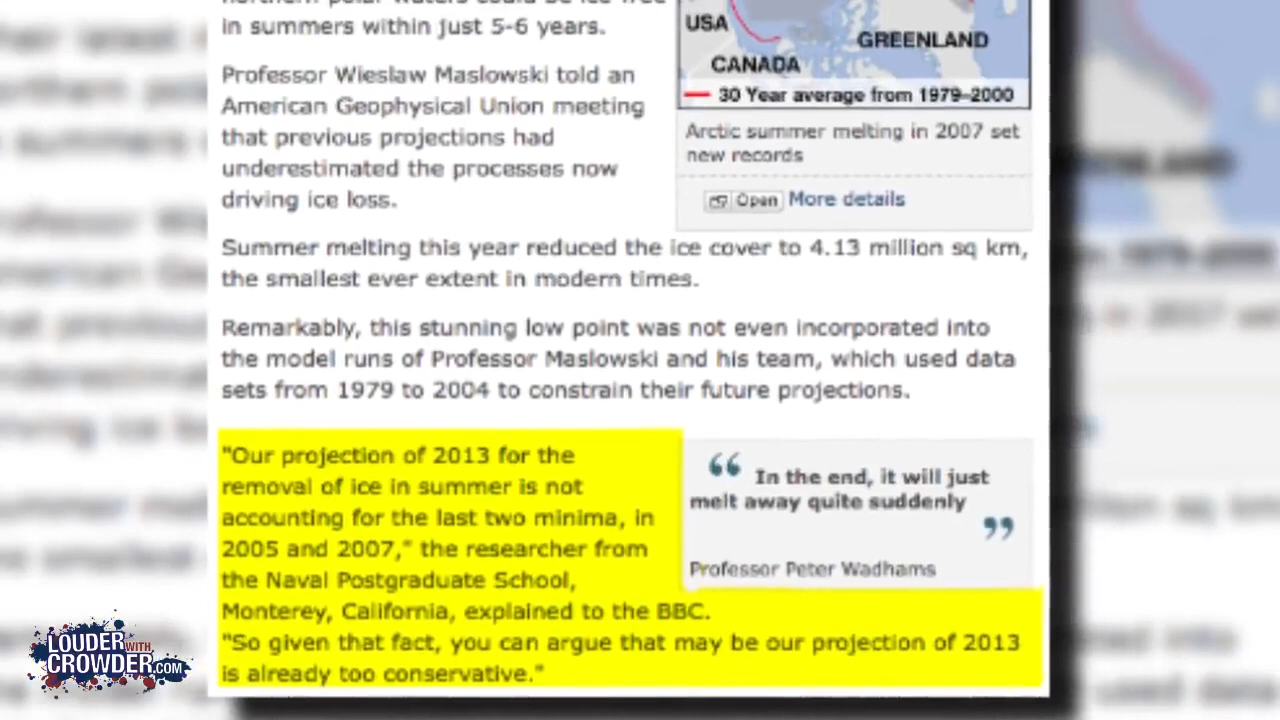 in summers within just 5-6 years.
Professor Wieslaw Maslowski told an
American Geophysical Union meeting
that previous projections had
underestimated the processes now
driving ice loss.
USA
GREENLAND
CANADA
30 Year average from 1979-2000
Arctic summer melting in 2007 set
new records
Open More details
Summer melting this year reduced the ice cover to 4.13 million sq km,
the smallest ever extent in modern times.
Remarkably, this stunning low point was not even incorporated into
the model runs of Professor Maslowski and his team, which used data
sets from 1979 to 2004 to constrain their future projections.
"Our projection of 2013 for the
removal of ice in summer is not
accounting for the last two minima, in
2005 and 2007," the researcher from
the Naval Postgraduate School,
Monterey, California, explained to the BBC.
"So given that fact, you can argue that may be our projection of 2013
is already too conservative."
“ In the end, it will just
melt away quite suddenly
”
Professor Peter Wadhams
LOUDER WITH
CROWDER.COM